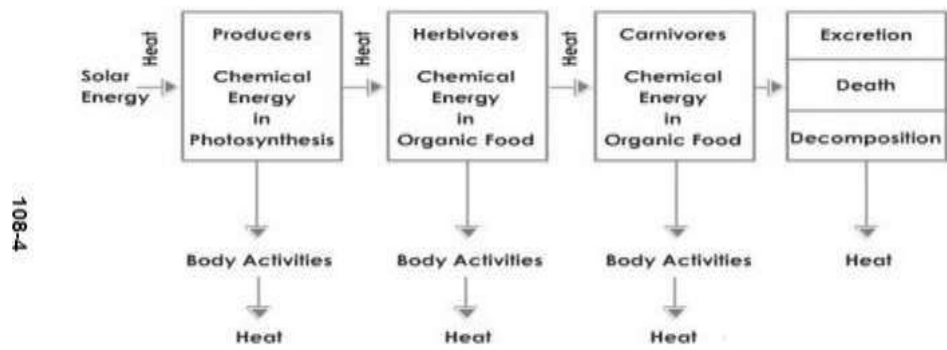 Heat
Solar
Energy
Producers
Chemical
Energy
in
Photosynthesis
Heat
Herbivores
Chemical
Energy
in
Organic Food
Heat
Carnivores
Chemical
Energy
in
Organic Food
Excretion
Death
Decomposition
Body Activities
Body Activities
Body Activities
Heat
Heat
Heat
Heat
108-4